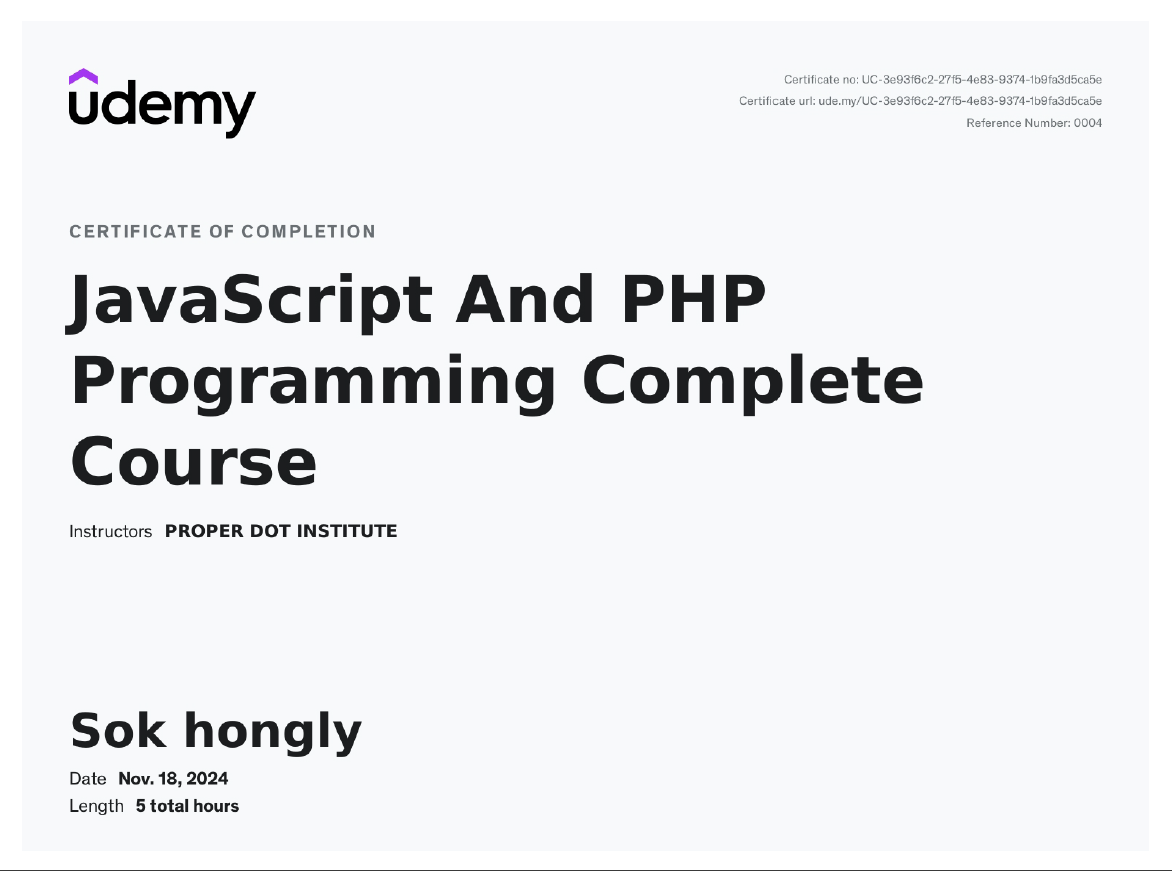 udemy
Certificate no: UC-3e93f6c2-27f5-4e83-9374-1b9fa3d5ca5e
Certificate url: ude.my/UC-3e93f6c2-27f5-4e83-9374-1b9fa3d5ca5e
Reference Number: 0004
CERTIFICATE OF COMPLETION
JavaScript And PHP
Programming Complete
Course
Instructors PROPER DOT INSTITUTE
Sok hongly
Date Nov. 18, 2024
Length 5 total hours